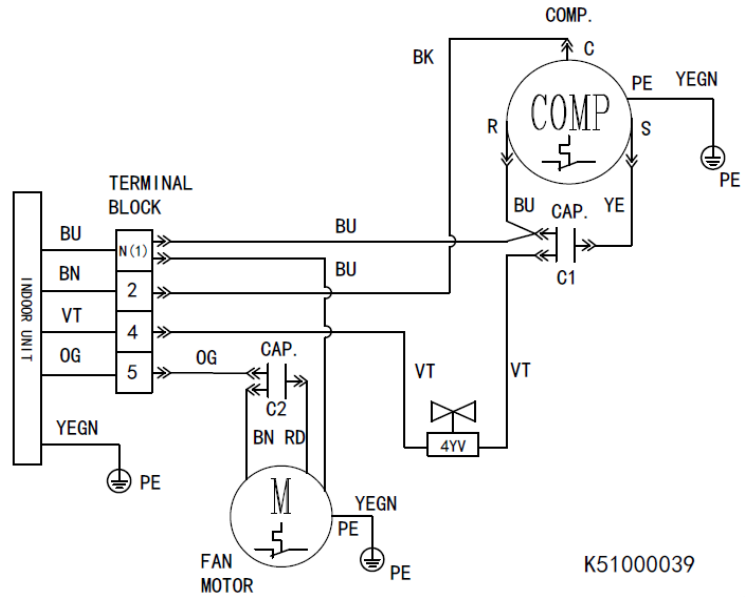 COMP.
BK
C
PE
YEGN
COMP
R
S
PE
TERMINAL
BLOCK
BU
CAP.
YE
BU
BU
N(1)
C1
BN
BU
2
INDOOR UNIT
VT
4
OG
OG
CAP.
5
VT
VT
C2
YEGN
BN RD
4YV
PE
M
YEGN
PE
FAN
MOTOR
PE
K51000039